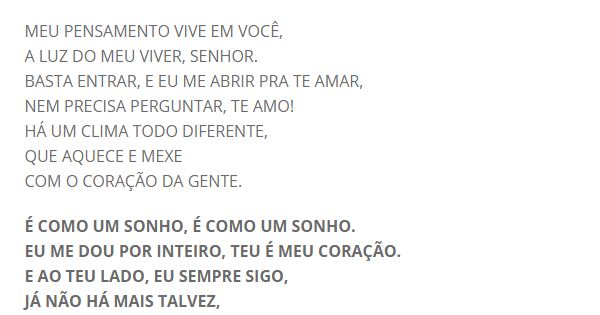 MEU PENSAMENTO VIVE EM VOCÊ,
A LUZ DO MEU VIVER, SENHOR.
BASTA ENTRAR, E EU ME ABRIR PRA TE AMAR,
NEM PRECISA PERGUNTAR, TE AMO!
HÁ UM CLIMA TODO DIFERENTE,
QUE AQUECE E MEXE
COM O CORAÇÃO DA GENTE.
É COMO UM SONHO, É COMO UM SONHO.
EU ME DOU POR INTEIRO, TEU É MEU CORAÇÃO.
E AO TEU LADO, EU SEMPRE SIGO,
JÁ NÃO HÁ MAIS TALVEZ,